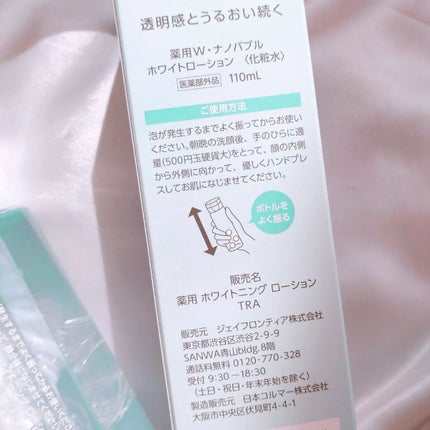 透明感とうるおい続く
薬用W・ナノバブル
ホワイトローション 〈化粧水〉
医薬部外品 110mL
ご使用方法
泡が発生するまでよく振ってからお使い
ください。朝晩の洗顔後、手のひらに適
量(500円玉硬貨大)をとって、顔の内側
から外側に向かって、優しくハンドプレ
スしてお肌になじませてください。
ボトルを
よく振る
販売名
薬用 ホワイトニング ローション
TRA
販売元 ジェイフロンティア株式会社
東京都渋谷区渋谷2-9-9
SANWA青山bldg.8階
通話料無料 0120-770-328
受付 9:30～18:30
(土日・祝日・年末年始を除く)
製造販売元 日本コルマー株式会社
大阪市中央区伏見町4-4-1